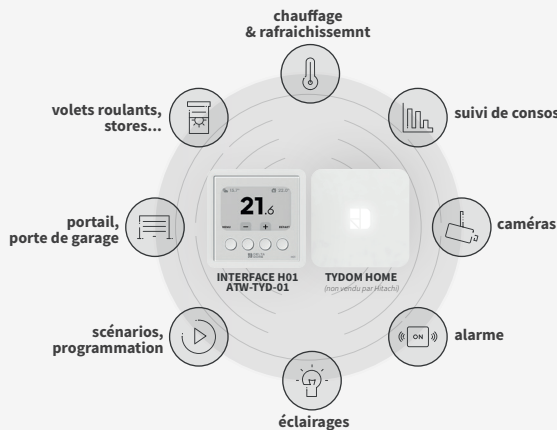 chauffage
& rafraichissemnt
volets roulants,
stores...
suivi de consos
portail,
porte de garage
21.6
caméras
INTERFACE H01
ATW-TYD-01
TYDOM HOME
(non vendu par Hitachi)
scénarios,
programmation
ON
alarme
éclairages